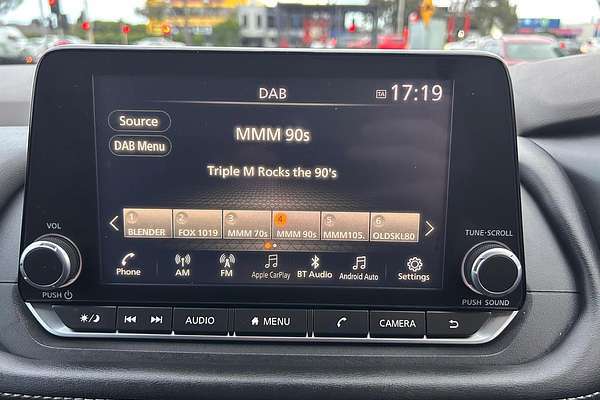 DAB
TA 17:19
Source
MMM 90s
DAB Menu
Triple M Rocks the 90's
1 2 3 4 5 6
BLENDER FOX 1019 MMM 70s MMM 90s MMM105. OLDSKL80
VOL
TUNE·SCROLL
Phone AM FM Apple CarPlay BT Audio Android Auto Settings
PUSH
PUSH SOUND
AUDIO MENU CAMERA